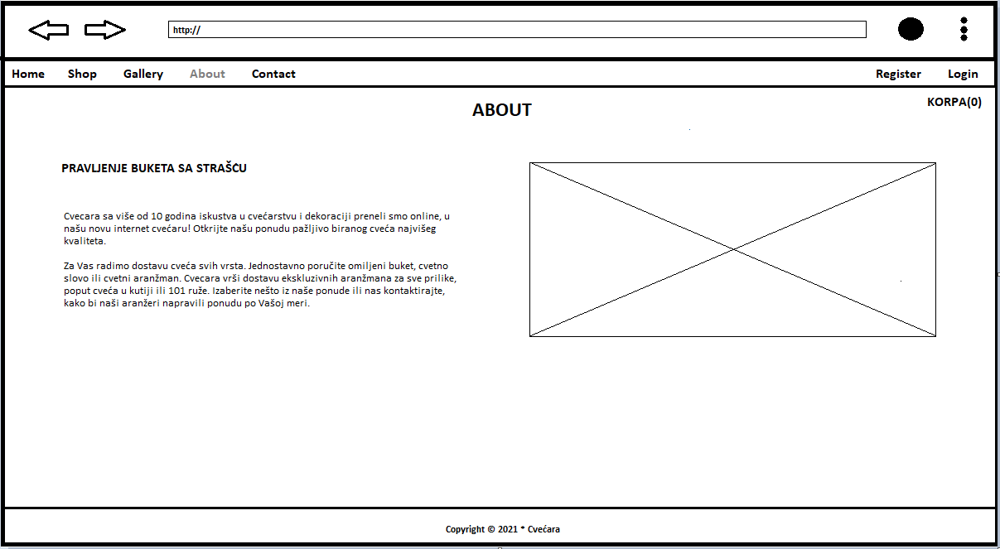 http://
Home Shop Gallery About Contact Register Login
KORPA(0)
ABOUT
PRAVLJENJE BUKETA SA STRAŠĆU
Cvecara sa više od 10 godina iskustva u cvećarstvu i dekoraciji preneli smo online, u
našu novu internet cvećaru! Otkrijte našu ponudu pažljivo biranog cveća najvišeg
kvaliteta.
Za Vas radimo dostavu cveća svih vrsta. Jednostavno poručite omiljeni buket, cvetno
slovo ili cvetni aranžman. Cvecara vrši dostavu ekskluzivnih aranžmana za sve prilike,
poput cveća u kutiji ili 101 ruže. Izaberite nešto iz naše ponude ili nas kontaktirajte,
kako bi naši aranžeri napravili ponudu po Vašoj meri.
Copyright © 2021 * Cvećara